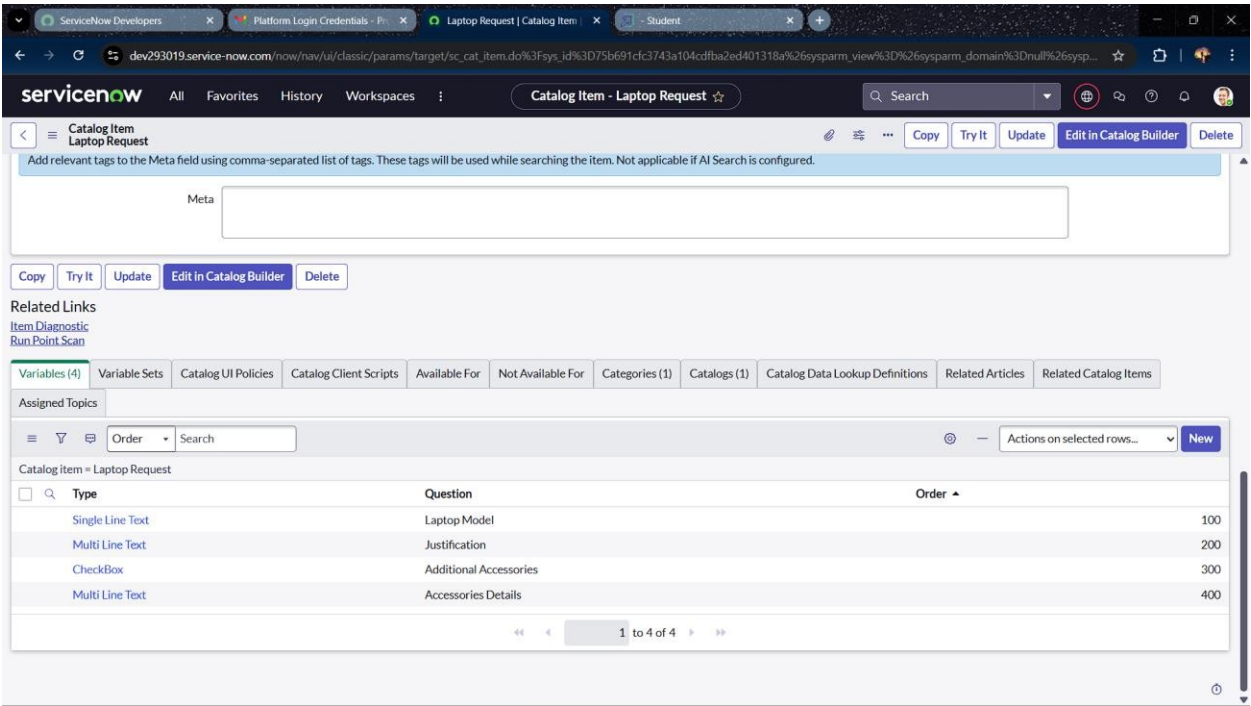 ServiceNow Developers
Platform Login Credentials - Pr
Laptop Request | Catalog Item |
- Student
dev293019.service-now.com/now/nav/ui/classic/params/target/sc_cat_item.do%3Fsys_id%3D75b691cfc3743a104cdfba2ed401318a%26sysparm_view%3D%26sysparm_domain%3Dnull%26sysp...
servicenow All Favorites History Workspaces Catalog Item - Laptop Request Search
Catalog Item
Laptop Request
Copy Try It Update Edit in Catalog Builder Delete
Add relevant tags to the Meta field using comma-separated list of tags. These tags will be used while searching the item. Not applicable if AI Search is configured.
Meta
Copy Try It Update Edit in Catalog Builder Delete
Related Links
Item Diagnostic
Run Point Scan
Variables (4) Variable Sets Catalog UI Policies Catalog Client Scripts Available For Not Available For Categories (1) Catalogs (1) Catalog Data Lookup Definitions Related Articles Related Catalog Items
Assigned Topics
Order Search Actions on selected rows... New
Catalog item = Laptop Request
Type Question Order
Single Line Text Laptop Model 100
Multi Line Text Justification 200
CheckBox Additional Accessories 300
Multi Line Text Accessories Details 400
1 to 4 of 4